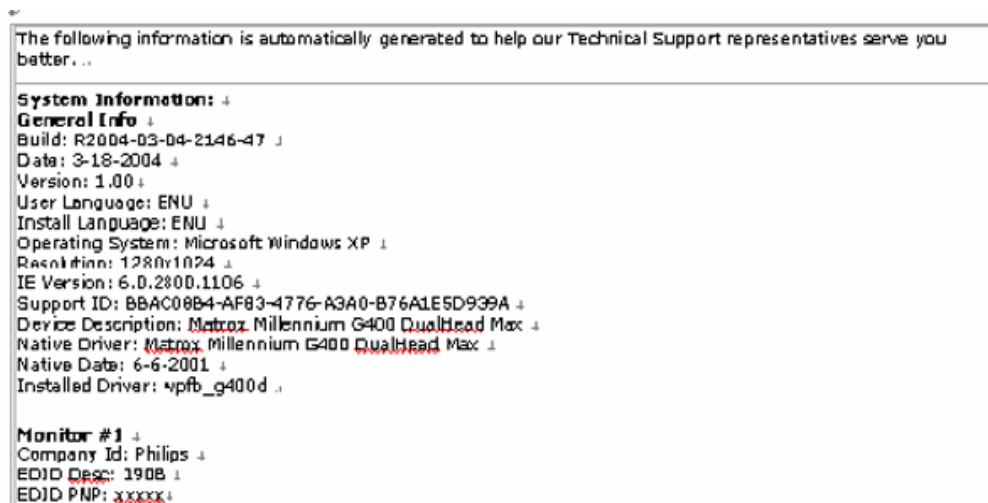 The following information is automatically generated to help our Technical Support representatives serve you
better...
System Information:
General Info
Build: R2004-03-04-2146-47
Date: 3-18-2004
Version: 1.00
User Language: ENU
Install Language: ENU
Operating System: Microsoft Windows XP
Resolution: 1280x1024
IE Version: 6.0.2800.1106
Support ID: BBAC08B4-AF83-4776-A3A0-B76A1E5D939A
Device Description: Matrox Millennium G400 DualHead Max
Native Driver: Matrox Millennium G400 DualHead Max
Native Date: 6-6-2001
Installed Driver: vpfb_g400d
Monitor #1
Company Id: Philips
EDID Desc: 190B
EDID PNP: xxxxx